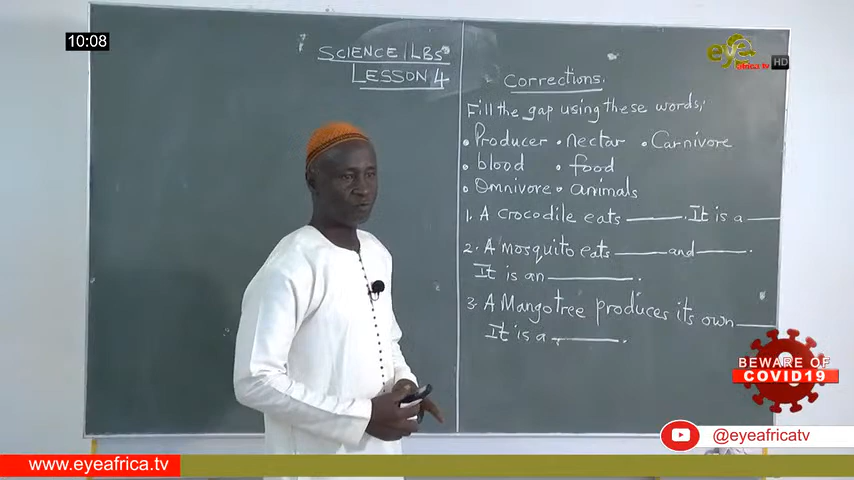 10:08
SCIENCE/LBS
LESSON 4
Corrections.
Fill the gap using these words;
• Producer • nectar • Carnivore
• blood • food
• Omnivore • animals
1. A crocodile eats ______. It is a ____
2. A mosquito eats ______ and ______.
It is an ______.
3. A Mango tree produces its own ____
It is a ______.
eye
africa tv HD
BEWARE OF
COVID19
@eyeafricatv
www.eyeafrica.tv